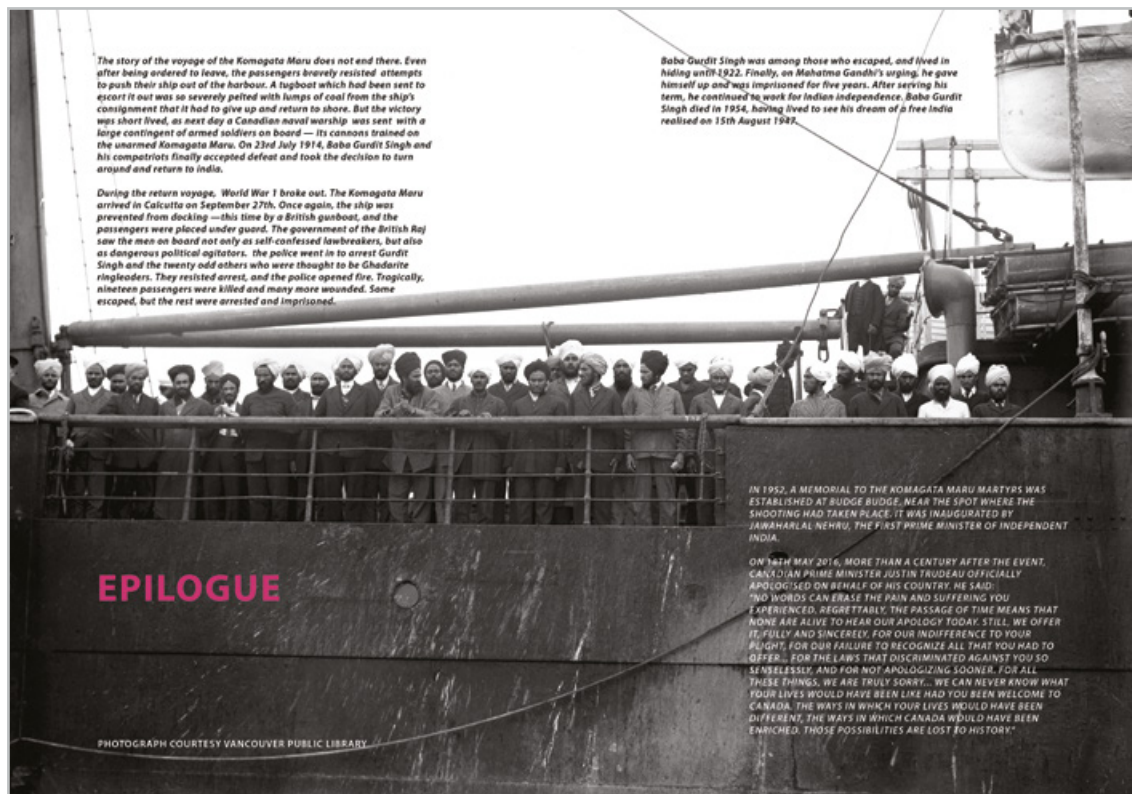 The story of the voyage of the Komagata Maru does not end there. Even
after being ordered to leave, the passengers bravely resisted attempts
to push their ship out of the harbour. A tugboat which had been sent to
escort it out was so severely pelted with lumps of coal from the ship's
consignment that it had to give up and return to shore. But the victory
was short lived, as next day a Canadian naval warship was sent with a
large contingent of armed soldiers on board — its cannons trained on
the unarmed Komagata Maru. On 23rd July 1914, Baba Gurdit Singh and
his compatriots finally accepted defeat and took the decision to turn
around and return to india.
During the return voyage, World War 1 broke out. The Komagata Maru
arrived in Calcutta on September 27th. Once again, the ship was
prevented from docking —this time by a British gunboat, and the
passengers were placed under guard. The government of the British Raj
saw the men on board not only as self-confessed lawbreakers, but also
as dangerous political agitators. the police went in to arrest Gurdit
Singh and the twenty odd others who were thought to be Ghadarite
ringleaders. They resisted arrest, and the police opened fire. Tragically,
nineteen passengers were killed and many more wounded. Some
escaped, but the rest were arrested and imprisoned.
Baba Gurdit Singh was among those who escaped, and lived in
hiding until 1922. Finally, on Mahatma Gandhi's urging, he gave
himself up and was imprisoned for five years. After serving his
term, he continued to work for Indian independence. Baba Gurdit
Singh died in 1954, having lived to see his dream of a free India
realised on 15th August 1947.
EPILOGUE
PHOTOGRAPH COURTESY VANCOUVER PUBLIC LIBRARY
IN 1952, A MEMORIAL TO THE KOMAGATA MARU MARTYRS WAS
ESTABLISHED AT BUDGE BUDGE, NEAR THE SPOT WHERE THE
SHOOTING HAD TAKEN PLACE. IT WAS INAUGURATED BY
JAWAHARLAL NEHRU, THE FIRST PRIME MINISTER OF INDEPENDENT
INDIA.
ON 18TH MAY 2016, MORE THAN A CENTURY AFTER THE EVENT,
CANADIAN PRIME MINISTER JUSTIN TRUDEAU OFFICIALLY
APOLOGISED ON BEHALF OF HIS COUNTRY. HE SAID:
"NO WORDS CAN ERASE THE PAIN AND SUFFERING YOU
EXPERIENCED. REGRETTABLY, THE PASSAGE OF TIME MEANS THAT
NONE ARE ALIVE TO HEAR OUR APOLOGY TODAY. STILL, WE OFFER
IT, FULLY AND SINCERELY, FOR OUR INDIFFERENCE TO YOUR
PLIGHT, FOR OUR FAILURE TO RECOGNIZE ALL THAT YOU HAD TO
OFFER... FOR THE LAWS THAT DISCRIMINATED AGAINST YOU SO
SENSELESSLY, AND FOR NOT APOLOGIZING SOONER. FOR ALL
THESE THINGS, WE ARE TRULY SORRY... WE CAN NEVER KNOW WHAT
YOUR LIVES WOULD HAVE BEEN LIKE HAD YOU BEEN WELCOME TO
CANADA. THE WAYS IN WHICH YOUR LIVES WOULD HAVE BEEN
DIFFERENT, THE WAYS IN WHICH CANADA WOULD HAVE BEEN
ENRICHED. THOSE POSSIBILITIES ARE LOST TO HISTORY."